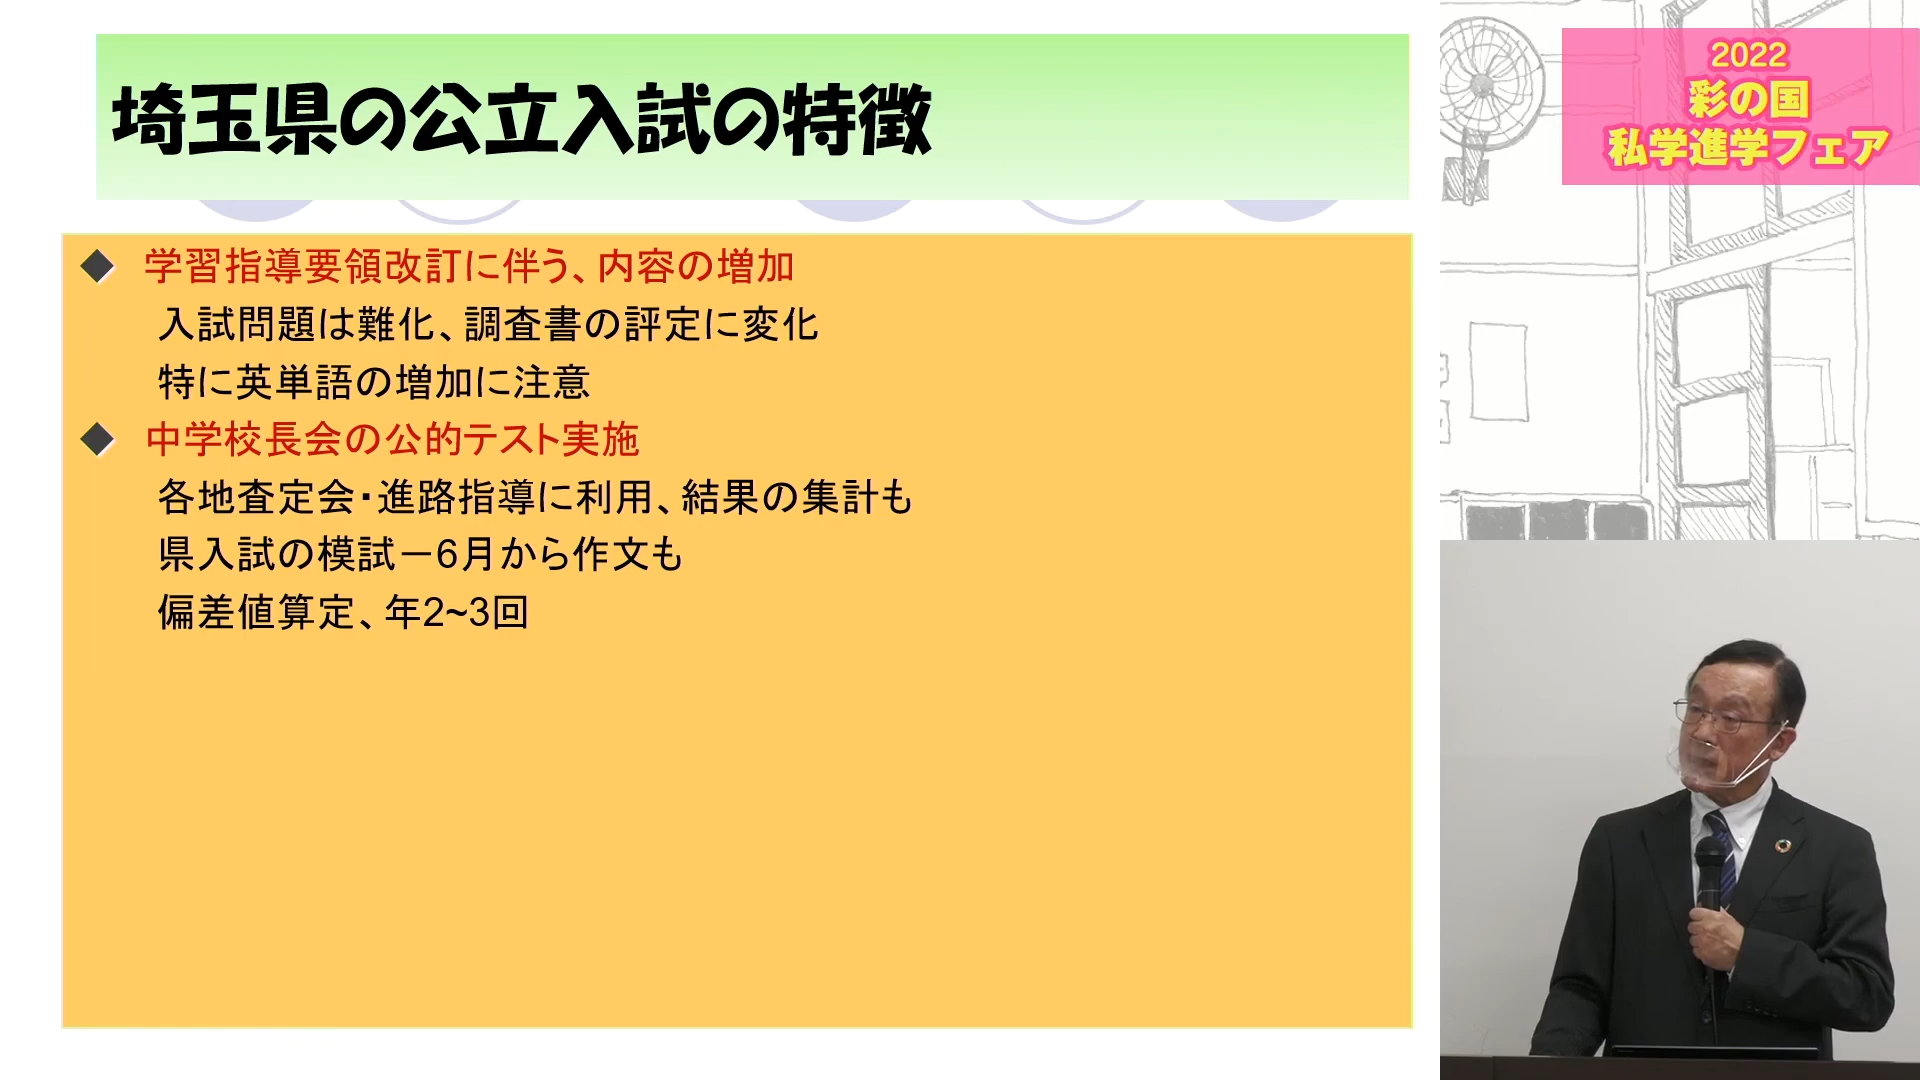 埼玉県の公立入試の特徴
◆ 学習指導要領改訂に伴う、内容の増加
入試問題は難化、調査書の評定に変化
特に英単語の増加に注意
◆ 中学校長会の公的テスト実施
各地査定会・進路指導に利用、結果の集計も
県入試の模試－6月から作文も
偏差値算定、年2~3回
2022
彩の国
私学進学フェア